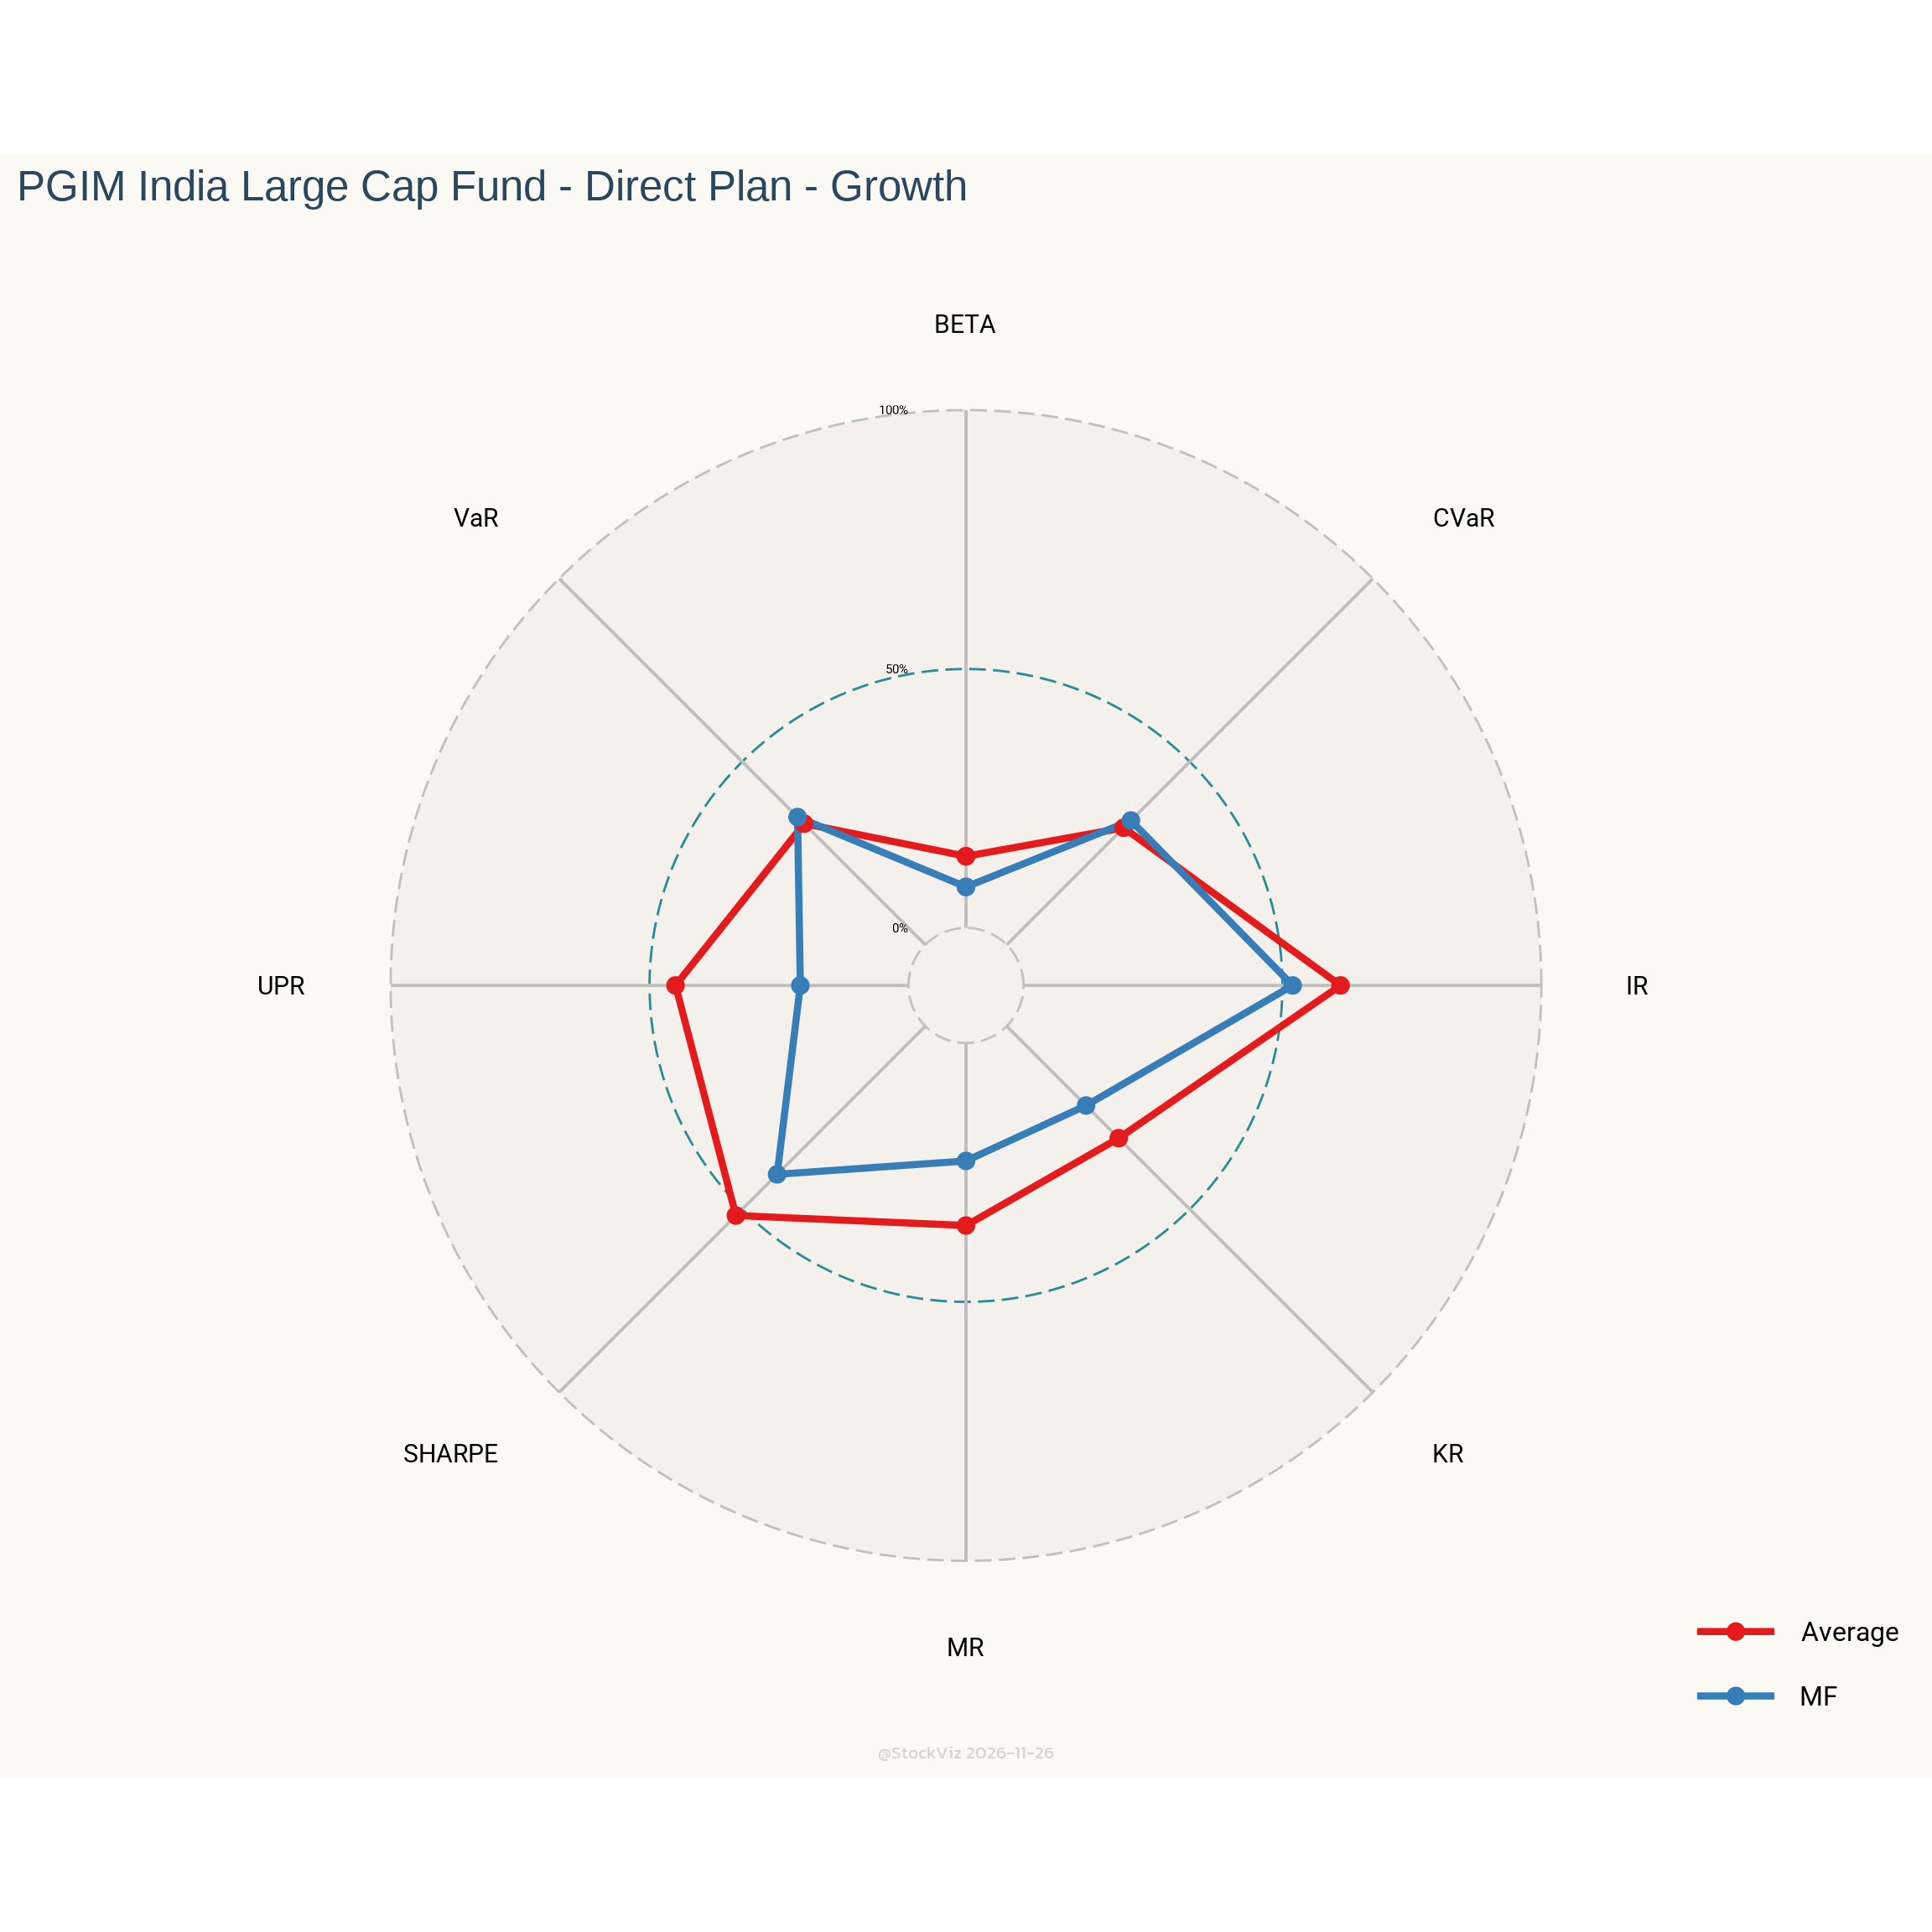 PGIM India Large Cap Fund - Direct Plan - Growth
BETA
100%
VaR
CVaR
50%
0%
UPR
IR
SHARPE
KR
MR
Average
MF
@StockViz 2026-11-26